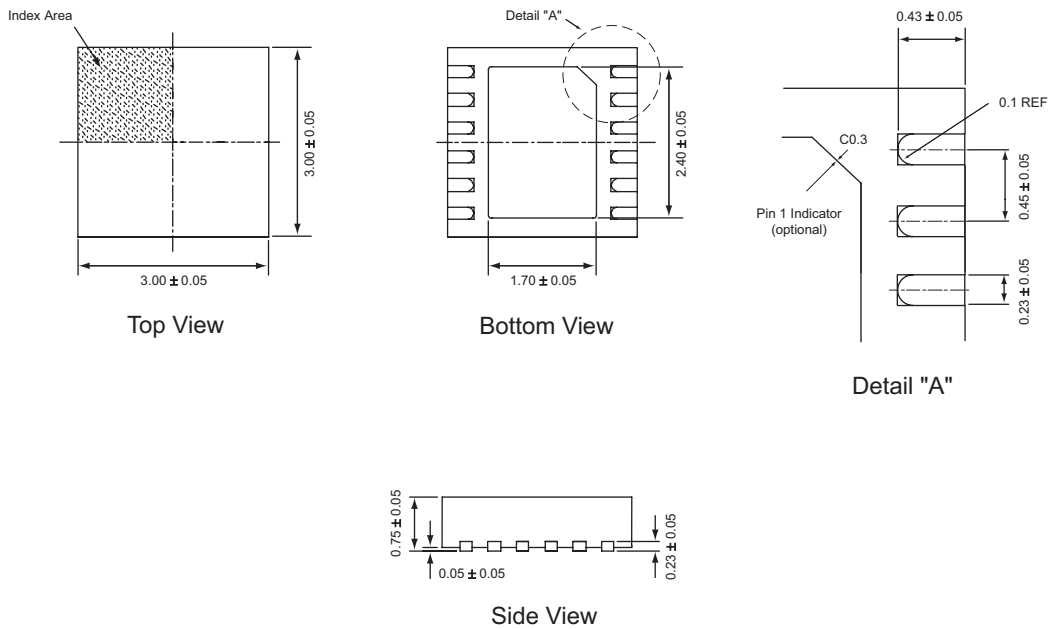 Index Area
3.00 ± 0.05
3.00 ± 0.05
Top View
Detail "A"
2.40 ± 0.05
1.70 ± 0.05
Bottom View
0.43 ± 0.05
0.1 REF
C0.3
0.45 ± 0.05
Pin 1 Indicator
(optional)
0.23 ± 0.05
Detail "A"
0.75 ± 0.05
0.05 ± 0.05
0.23 ± 0.05
Side View